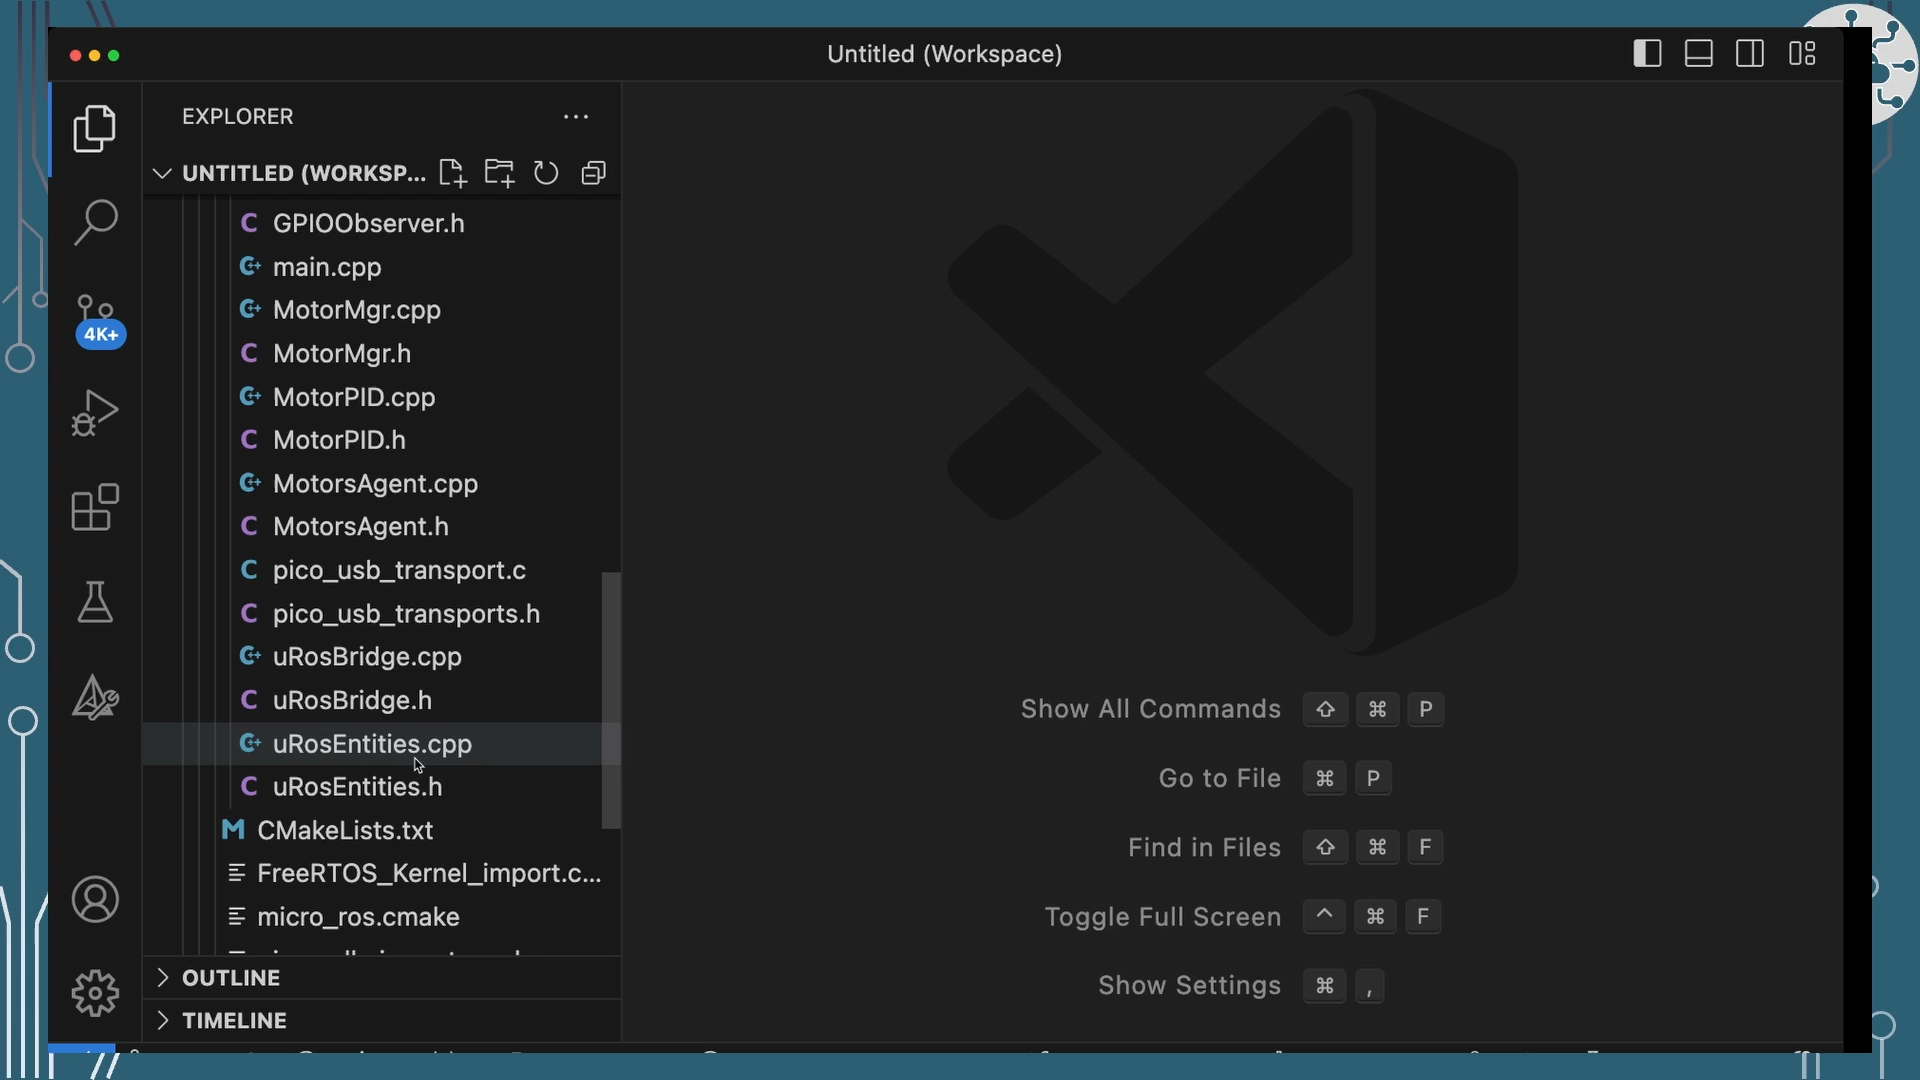 Untitled (Workspace)
EXPLORER
UNTITLED (WORKSP...
GPIOObserver.h
main.cpp
MotorMgr.cpp
MotorMgr.h
MotorPID.cpp
MotorPID.h
MotorsAgent.cpp
MotorsAgent.h
pico_usb_transport.c
pico_usb_transports.h
uRosBridge.cpp
uRosBridge.h
uRosEntities.cpp
uRosEntities.h
CMakeLists.txt
FreeRTOS_Kernel_import.c...
micro_ros.cmake
OUTLINE
TIMELINE
4K+
Show All Commands ⇧ ⌘ P
Go to File ⌘ P
Find in Files ⇧ ⌘ F
Toggle Full Screen ^ ⌘ F
Show Settings ⌘ ,